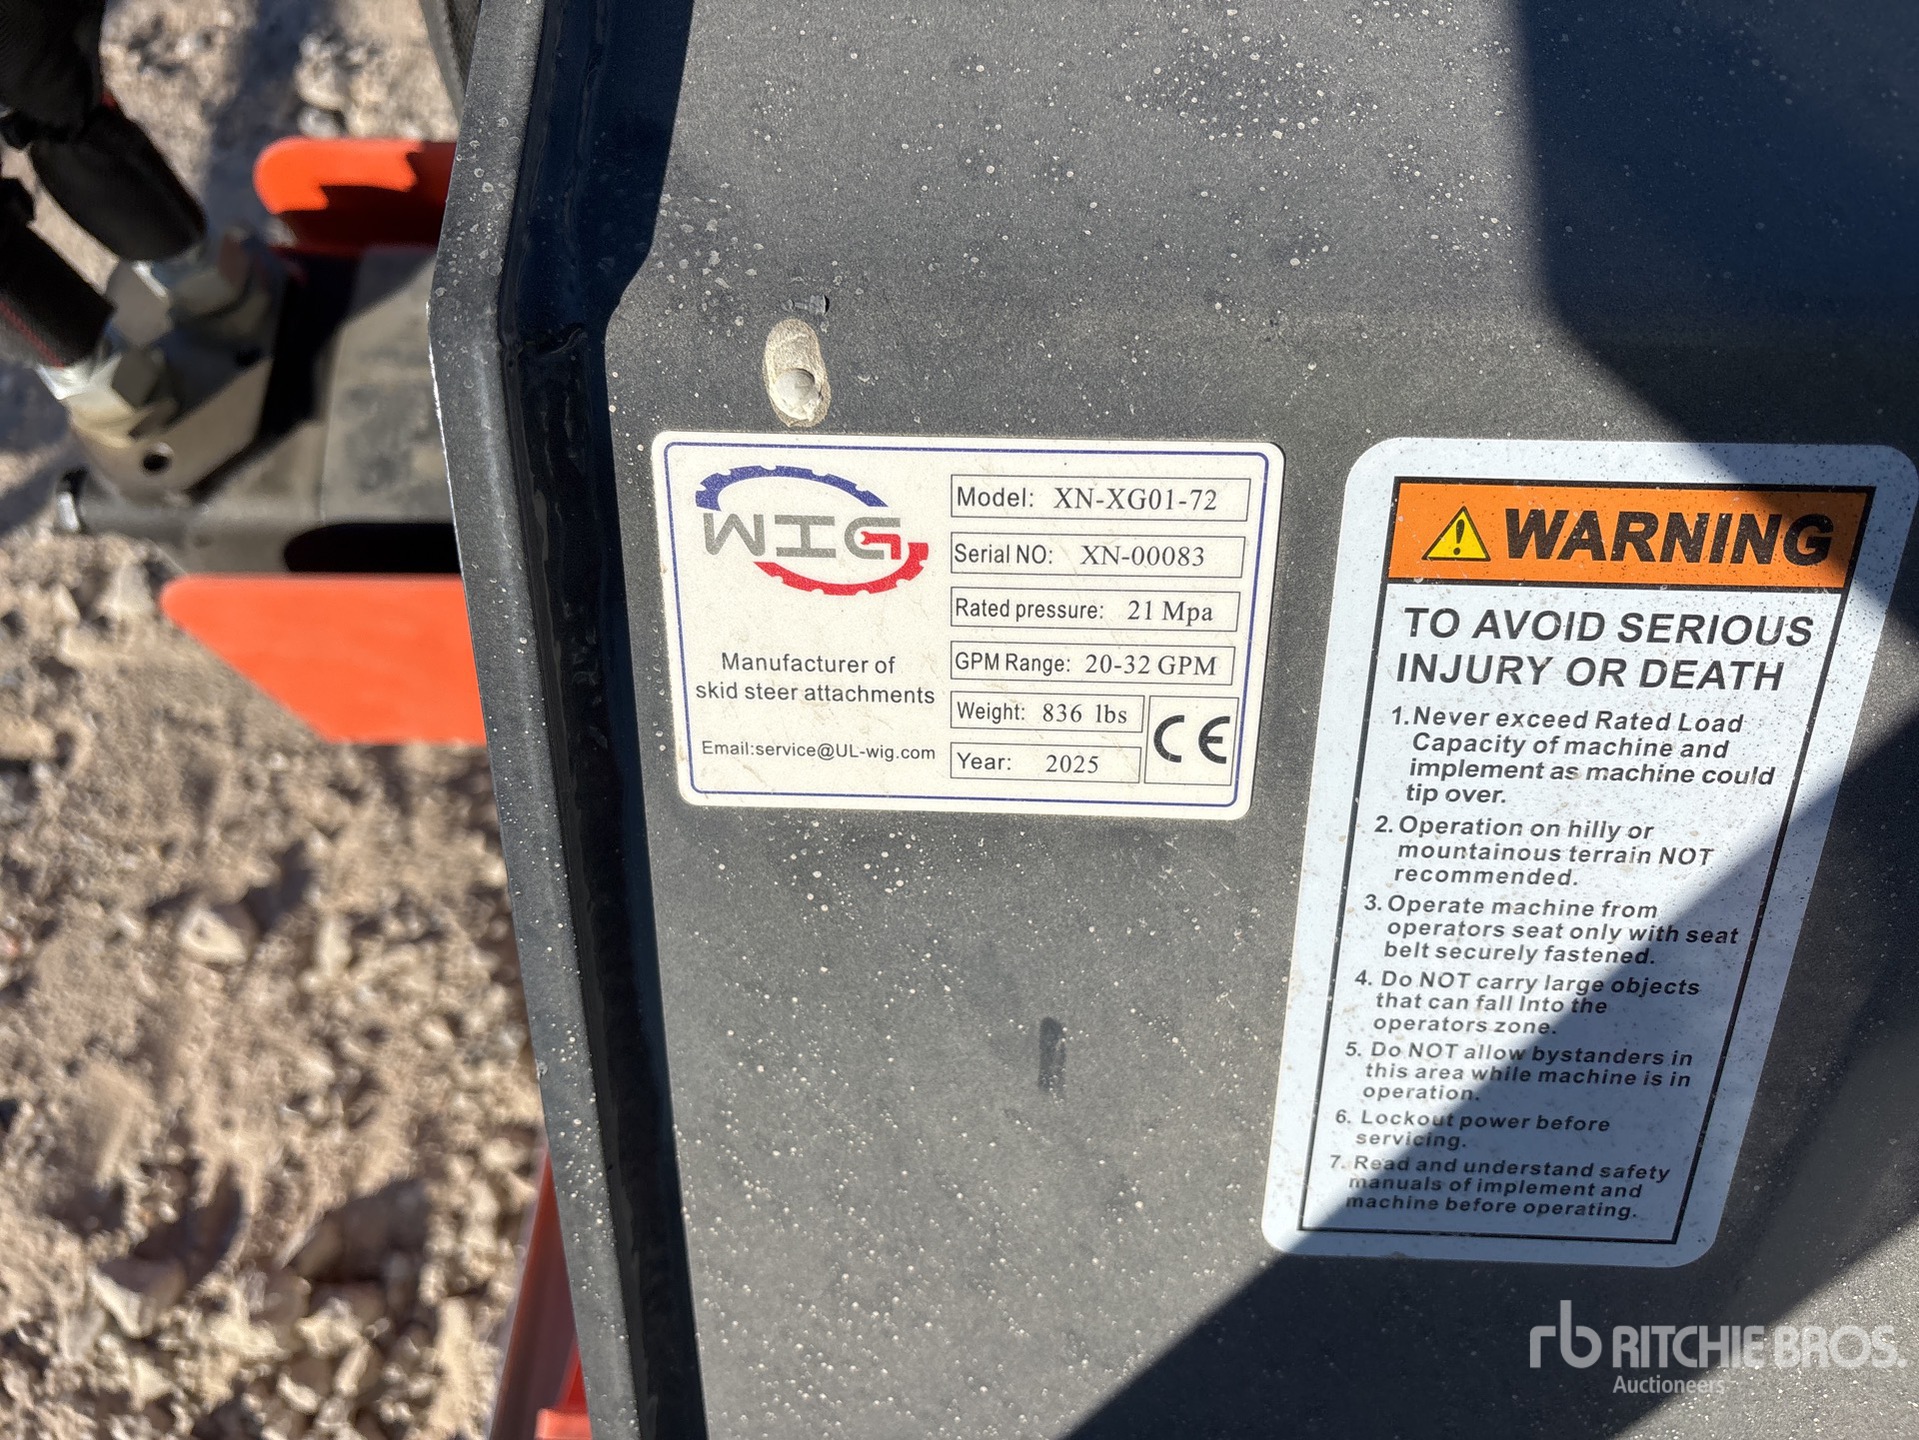 WIG
Manufacturer of
skid steer attachments
Email:service@UL-wig.com
Model: XN-XG01-72
Serial NO: XN-00083
Rated pressure: 21 Mpa
GPM Range: 20-32 GPM
Weight: 836 lbs
Year: 2025
CE
WARNING
TO AVOID SERIOUS
INJURY OR DEATH
1.Never exceed Rated Load
Capacity of machine and
implement as machine could
tip over.
2. Operation on hilly or
mountainous terrain NOT
recommended.
3. Operate machine from
operators seat only with seat
belt securely fastened.
4. Do NOT carry large objects
that can fall Into the
operators zone.
5. Do NOT allow bystanders in
this area while machine is in
operation.
6. Lockout power before
servicing.
7. Read and understand safety
manuals of implement and
machine before operating.
rb RITCHIE BROS.
Auctioneers